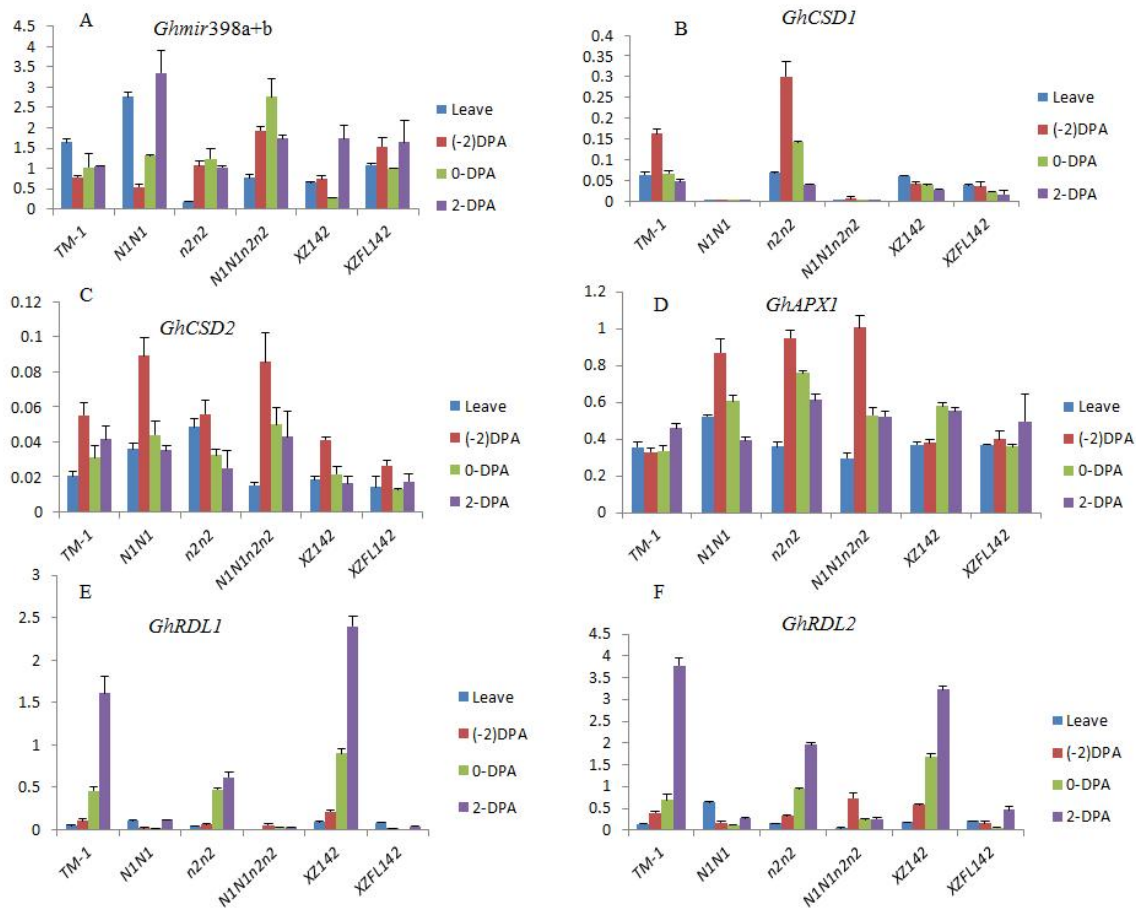 A
Ghmir398a+b
4.5
4
3.5
3
2.5
2
1.5
1
0.5
0
TM-1
N1N1
n2n2
N1N1n2n2
XZ142
XZFL142
Leave
(-2)DPA
0-DPA
2-DPA
B
GhCSD1
0.4
0.35
0.3
0.25
0.2
0.15
0.1
0.05
0
TM-1
N1N1
n2n2
N1N1n2n2
XZ142
XZFL142
Leave
(-2)DPA
0-DPA
2-DPA
C
GhCSD2
0.12
0.1
0.08
0.06
0.04
0.02
0
TM-1
N1N1
n2n2
N1N1n2n2
XZ142
XZFL142
Leave
(-2)DPA
0-DPA
2-DPA
D
GhAPX1
1.2
1
0.8
0.6
0.4
0.2
0
TM-1
N1N1
n2n2
N1N1n2n2
XZ142
XZFL142
Leave
(-2)DPA
0-DPA
2-DPA
E
GhRDL1
3
2.5
2
1.5
1
0.5
0
TM-1
N1N1
n2n2
N1N1n2n2
XZ142
XZFL142
Leave
(-2)DPA
0-DPA
2-DPA
F
GhRDL2
4.5
4
3.5
3
2.5
2
1.5
1
0.5
0
TM-1
N1N1
n2n2
N1N1n2n2
XZ142
XZFL142
Leave
(-2)DPA
0-DPA
2-DPA